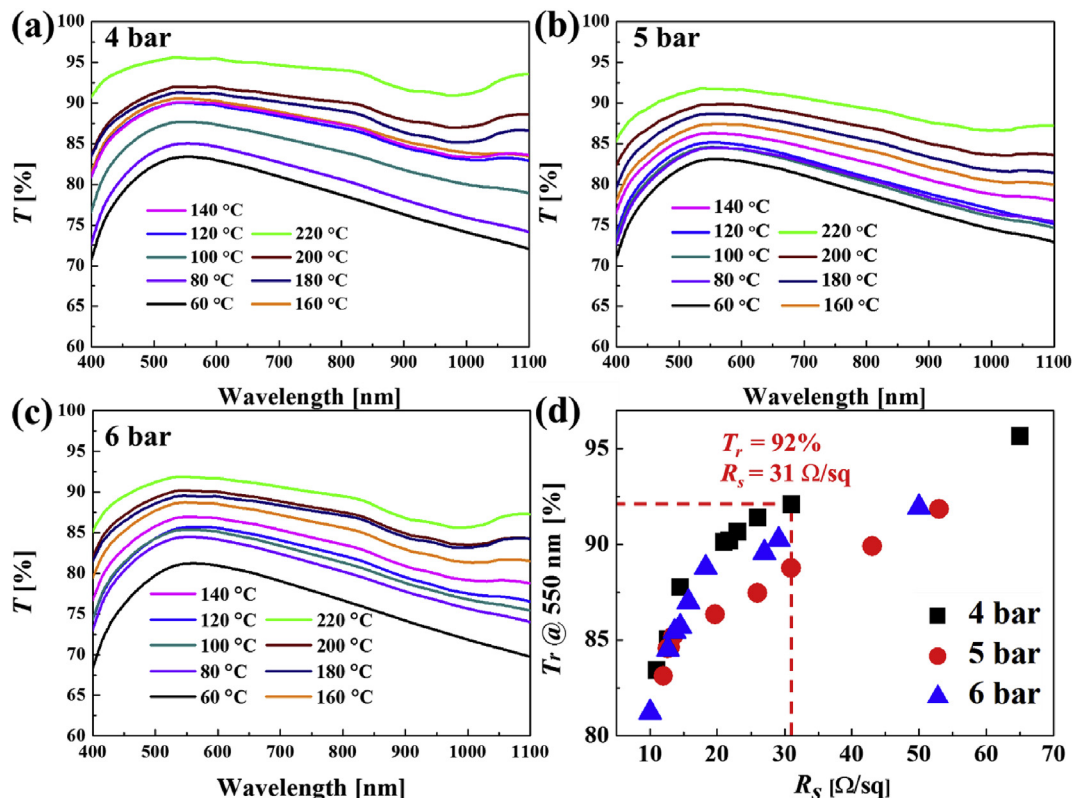 (a)
4 bar
100
95
90
85
80
75
70
65
60
T [%]
140 °C
120 °C
220 °C
100 °C
200 °C
80 °C
180 °C
60 °C
160 °C
400 500 600 700 800 900 1000 1100
Wavelength [nm]
(b)
5 bar
100
95
90
85
80
75
70
65
60
T [%]
140 °C
120 °C
220 °C
100 °C
200 °C
80 °C
180 °C
60 °C
160 °C
400 500 600 700 800 900 1000 1100
Wavelength [nm]
(c)
6 bar
100
95
90
85
80
75
70
65
60
T [%]
140 °C
120 °C
220 °C
100 °C
200 °C
80 °C
180 °C
60 °C
160 °C
400 500 600 700 800 900 1000 1100
Wavelength [nm]
(d)
Tr = 92%
Rs = 31 Ω/sq
95
90
85
80
Tr @ 550 nm [%]
4 bar
5 bar
6 bar
10 20 30 40 50 60 70
RS [Ω/sq]